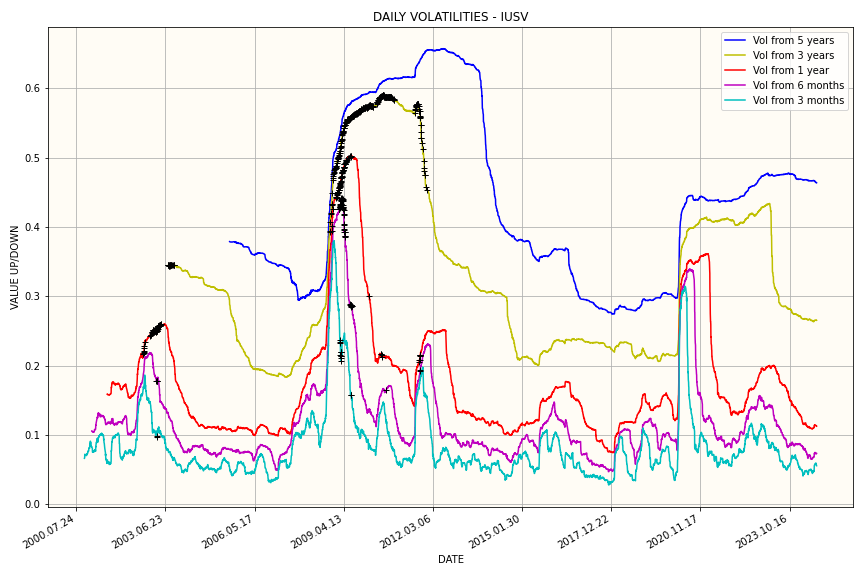 DAILY VOLATILITIES - IUSV
Vol from 5 years
Vol from 3 years
Vol from 1 year
Vol from 6 months
Vol from 3 months
VALUE UP/DOWN
0.6
0.5
0.4
0.3
0.2
0.1
0.0
2000.07.24
2003.06.23
2006.05.17
2009.04.13
2012.03.06
2015.01.30
2017.12.22
2020.11.17
2023.10.16
DATE